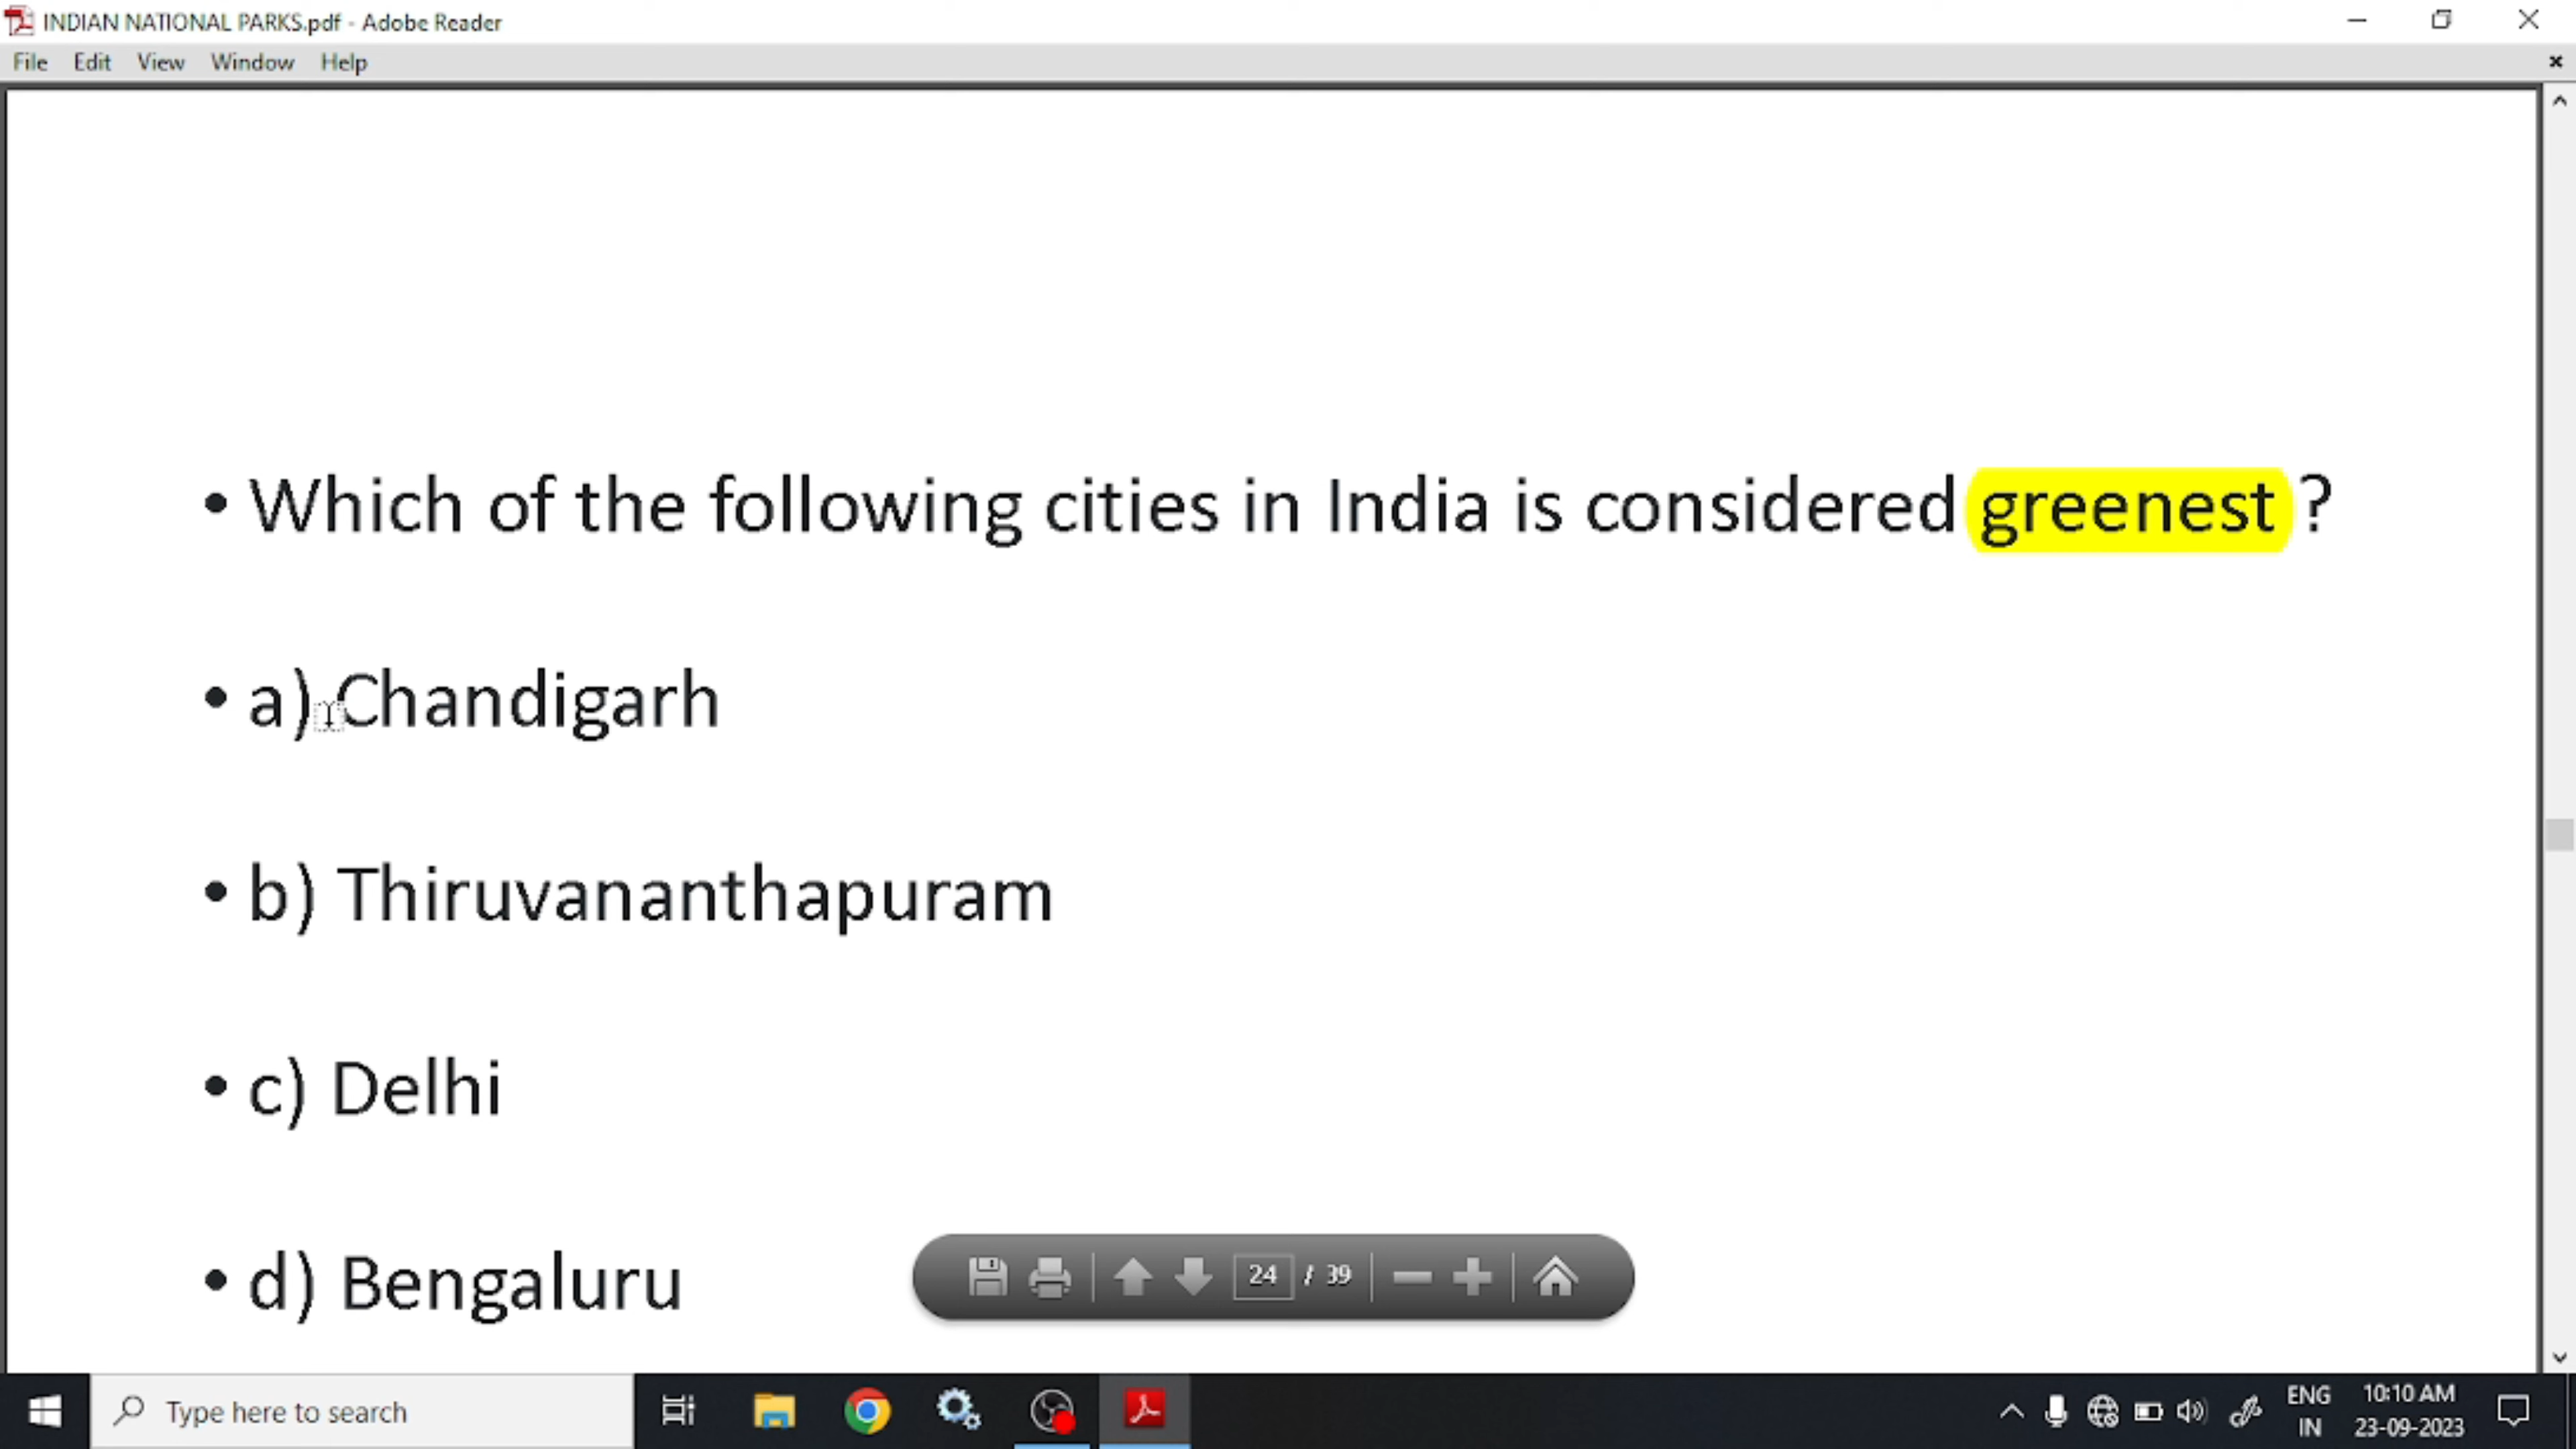 INDIAN NATIONAL PARKS.pdf - Adobe Reader
File Edit View Window Help
• Which of the following cities in India is considered greenest ?
• a) Chandigarh
• b) Thiruvananthapuram
• c) Delhi
• d) Bengaluru
24 / 39
Type here to search
ENG
IN
10:10 AM
23-09-2023